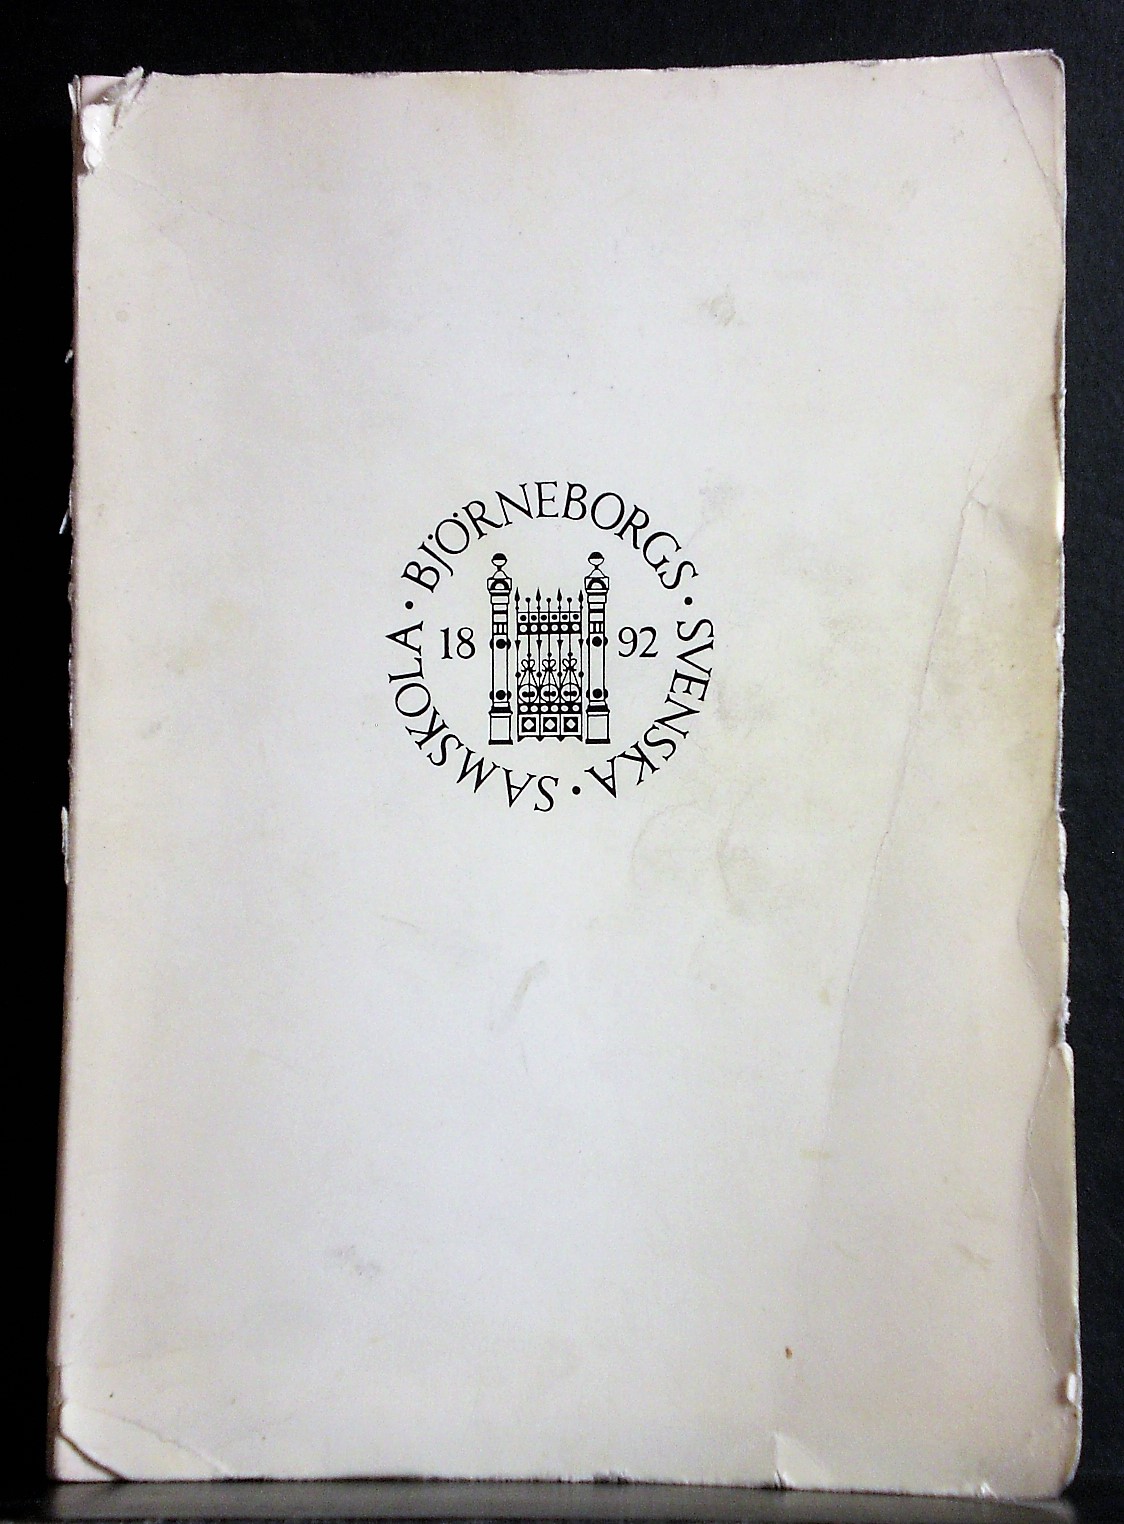 BJÖRNEBORGS · SVENSKA · SAMSKOLA ·
18 92